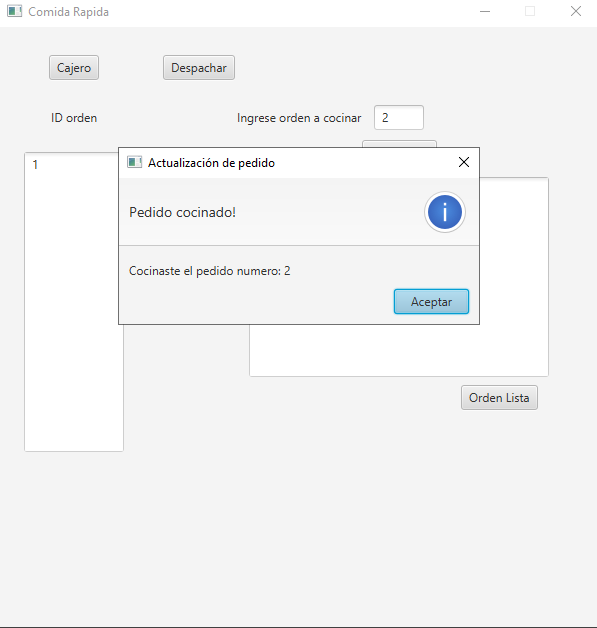 Comida Rapida
Cajero
Despachar
ID orden
Ingrese orden a cocinar
2
1
Actualización de pedido
Pedido cocinado!
i
Cocinaste el pedido numero: 2
Aceptar
Orden Lista